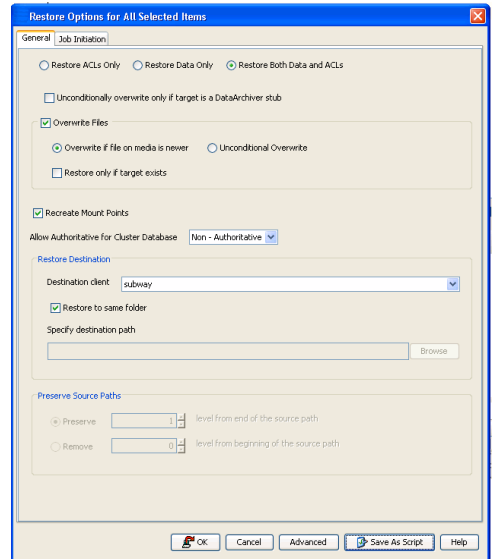 Restore Options for All Selected Items
General Job Initiation
Restore ACLs Only Restore Data Only Restore Both Data and ACLs
Unconditionally overwrite only if target is a DataArchiver stub
Overwrite Files
Overwrite if file on media is newer Unconditional Overwrite
Restore only if target exists
Recreate Mount Points
Allow Authoritative for Cluster Database Non - Authoritative
Restore Destination
Destination client subway
Restore to same folder
Specify destination path
Browse
Preserve Source Paths
Preserve 1 level from end of the source path
Remove 0 level from beginning of the source path
OK Cancel Advanced Save As Script Help